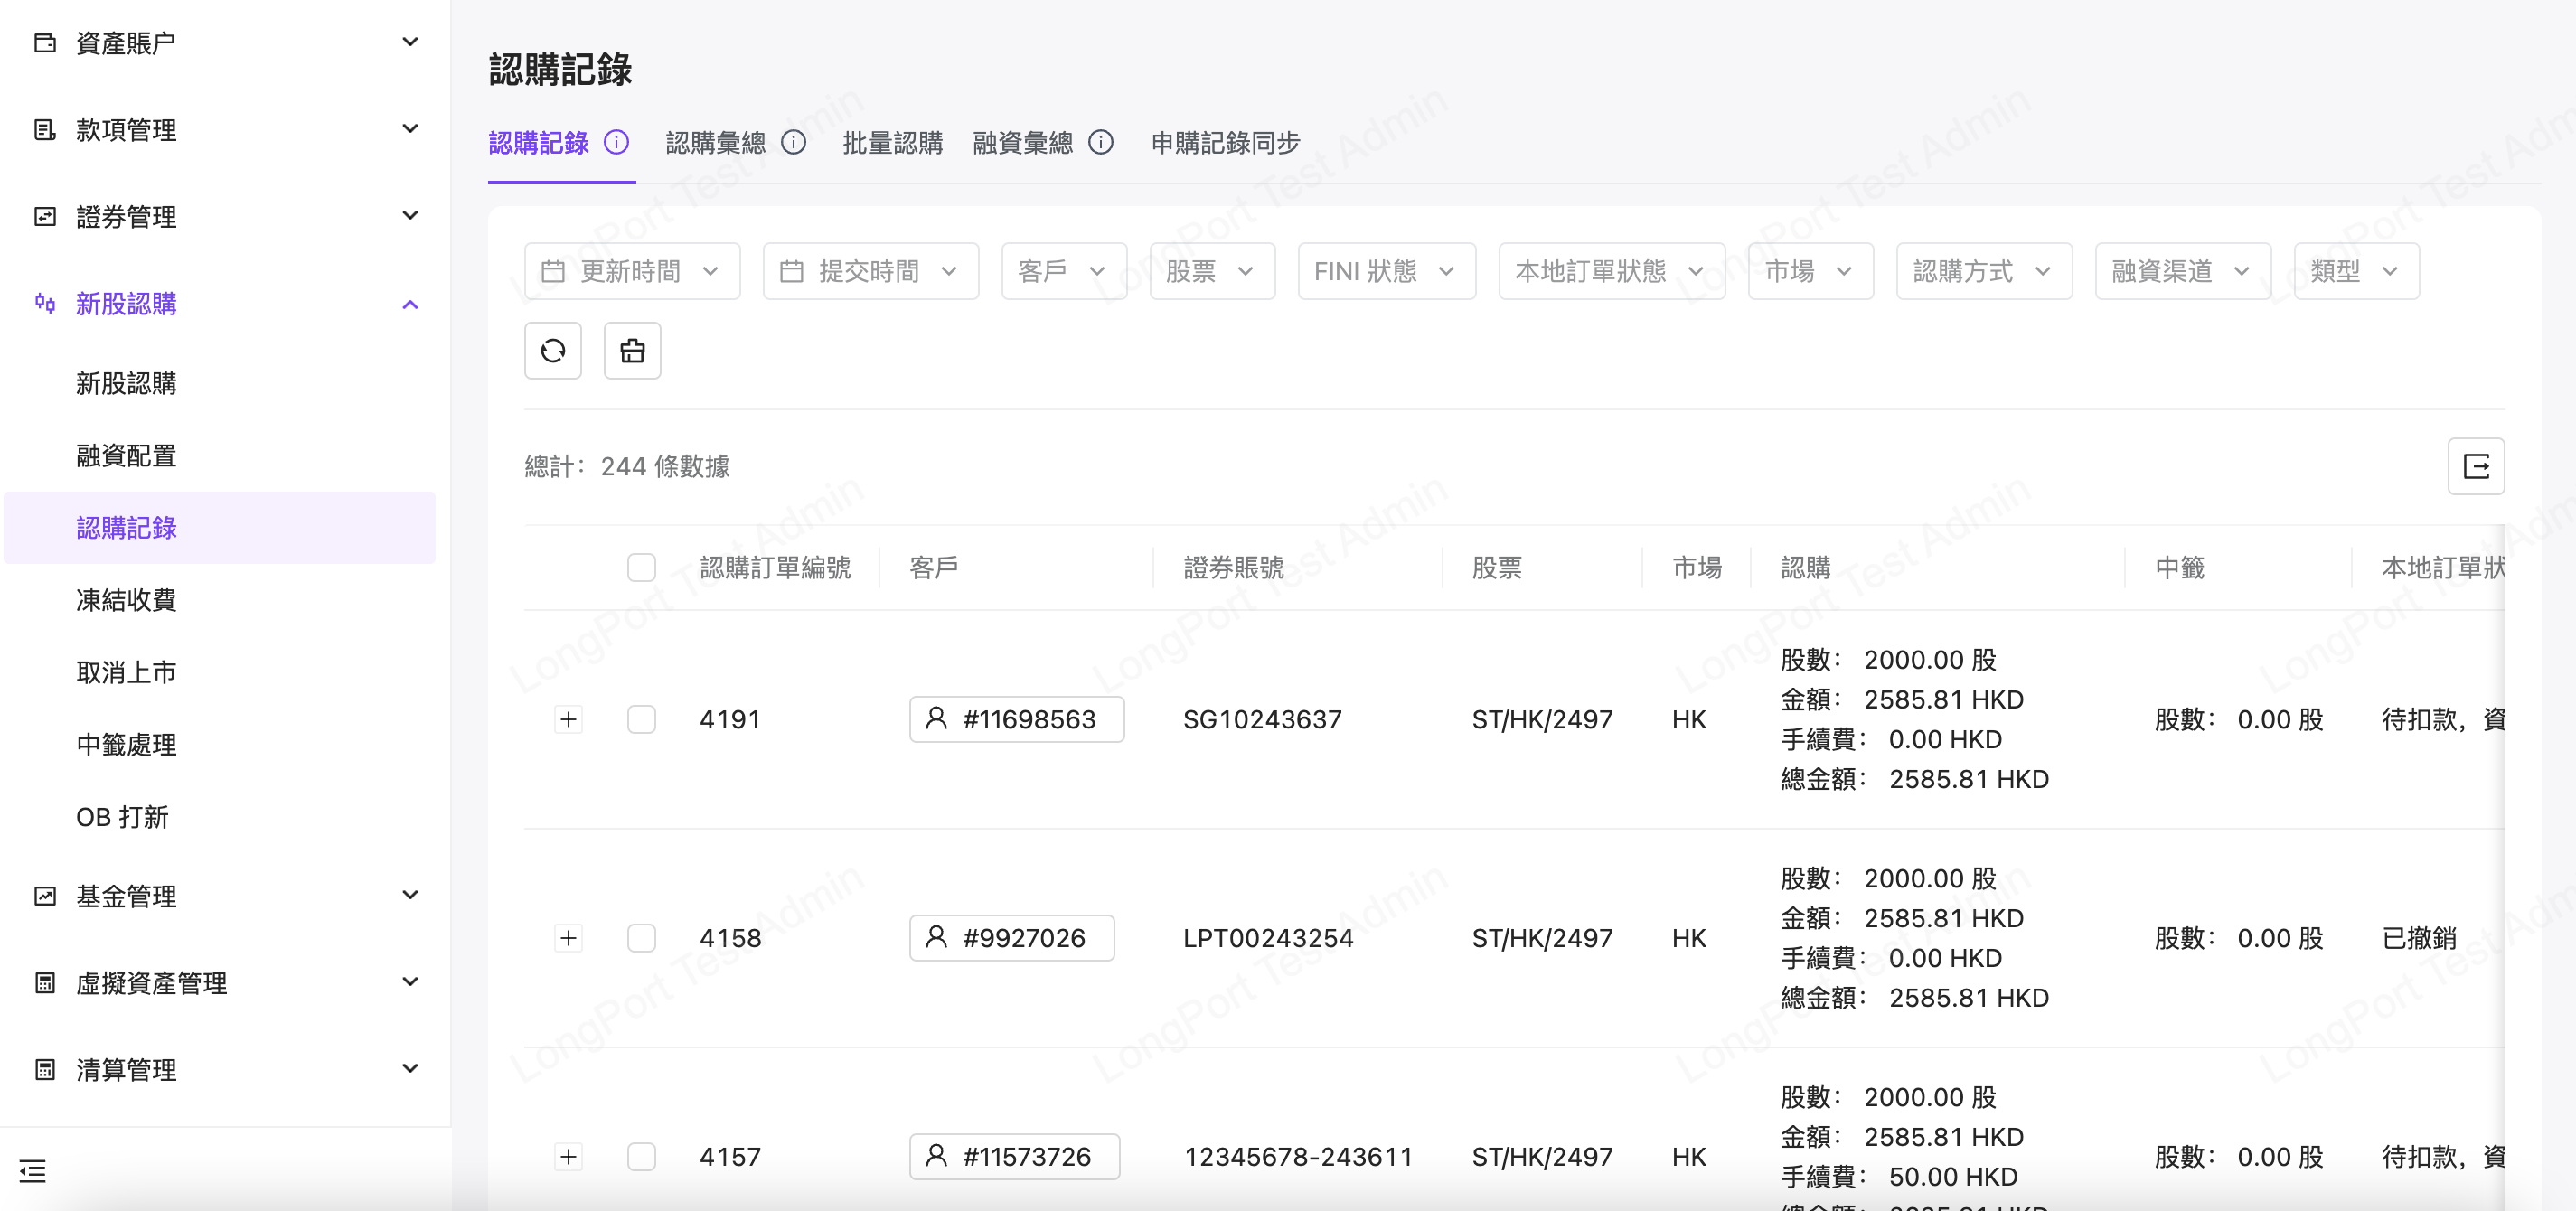 資產賬户
款項管理
證券管理
新股認購
新股認購
融資配置
認購記錄
凍結收費
取消上市
中籤處理
OB 打新
基金管理
虛擬資產管理
清算管理
認購記錄
認購記錄 認購彙總 批量認購 融資彙總 申購記錄同步
更新時間 提交時間 客戶 股票 FINI 狀態 本地訂單狀態 市場 認購方式 融資渠道 類型
總計： 244 條數據
認購訂單編號 客戶 證券賬號 股票 市場 認購 中籤 本地訂單狀
4191 #11698563 SG10243637 ST/HK/2497 HK
股數： 2000.00 股
金額： 2585.81 HKD
手續費： 0.00 HKD
總金額： 2585.81 HKD
股數： 0.00 股 待扣款，資
4158 #9927026 LPT00243254 ST/HK/2497 HK
股數： 2000.00 股
金額： 2585.81 HKD
手續費： 0.00 HKD
總金額： 2585.81 HKD
股數： 0.00 股 已撤銷
4157 #11573726 12345678-243611 ST/HK/2497 HK
股數： 2000.00 股
金額： 2585.81 HKD
手續費： 50.00 HKD
股數： 0.00 股 待扣款，資
LongPort Test Admin